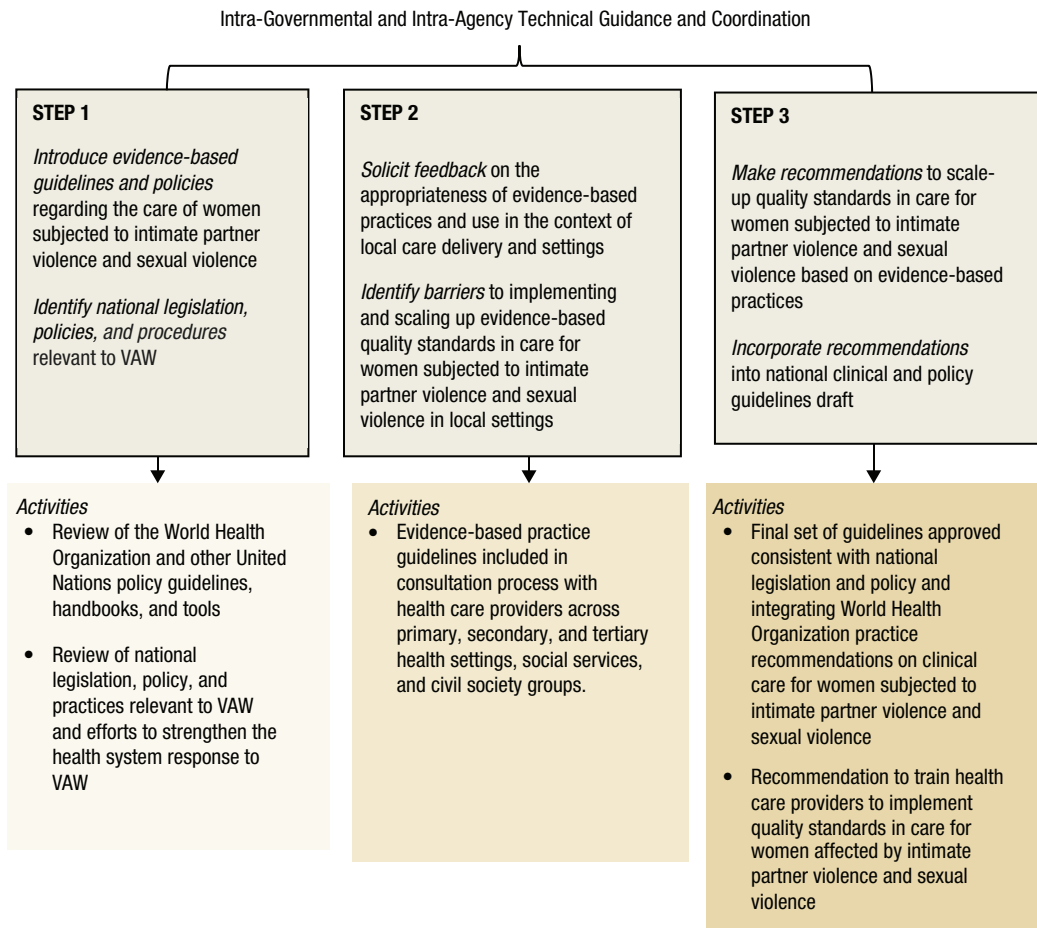 Intra-Governmental and Intra-Agency Technical Guidance and Coordination
STEP 1
Introduce evidence-based
guidelines and policies
regarding the care of women
subjected to intimate partner
violence and sexual violence
Identify national legislation,
policies, and procedures
relevant to VAW
STEP 2
Solicit feedback on the
appropriateness of evidence-based
practices and use in the context of
local care delivery and settings
Identify barriers to implementing
and scaling up evidence-based
quality standards in care for
women subjected to intimate
partner violence and sexual
violence in local settings
STEP 3
Make recommendations to scale-
up quality standards in care for
women subjected to intimate
partner violence and sexual
violence based on evidence-based
practices
Incorporate recommendations
into national clinical and policy
guidelines draft
Activities
• Review of the World Health
Organization and other United
Nations policy guidelines,
handbooks, and tools
• Review of national
legislation, policy, and
practices relevant to VAW
and efforts to strengthen the
health system response to
VAW
Activities
• Evidence-based practice
guidelines included in
consultation process with
health care providers across
primary, secondary, and tertiary
health settings, social services,
and civil society groups.
Activities
• Final set of guidelines approved
consistent with national
legislation and policy and
integrating World Health
Organization practice
recommendations on clinical
care for women subjected to
intimate partner violence and
sexual violence
• Recommendation to train health
care providers to implement
quality standards in care for
women affected by intimate
partner violence and sexual
violence